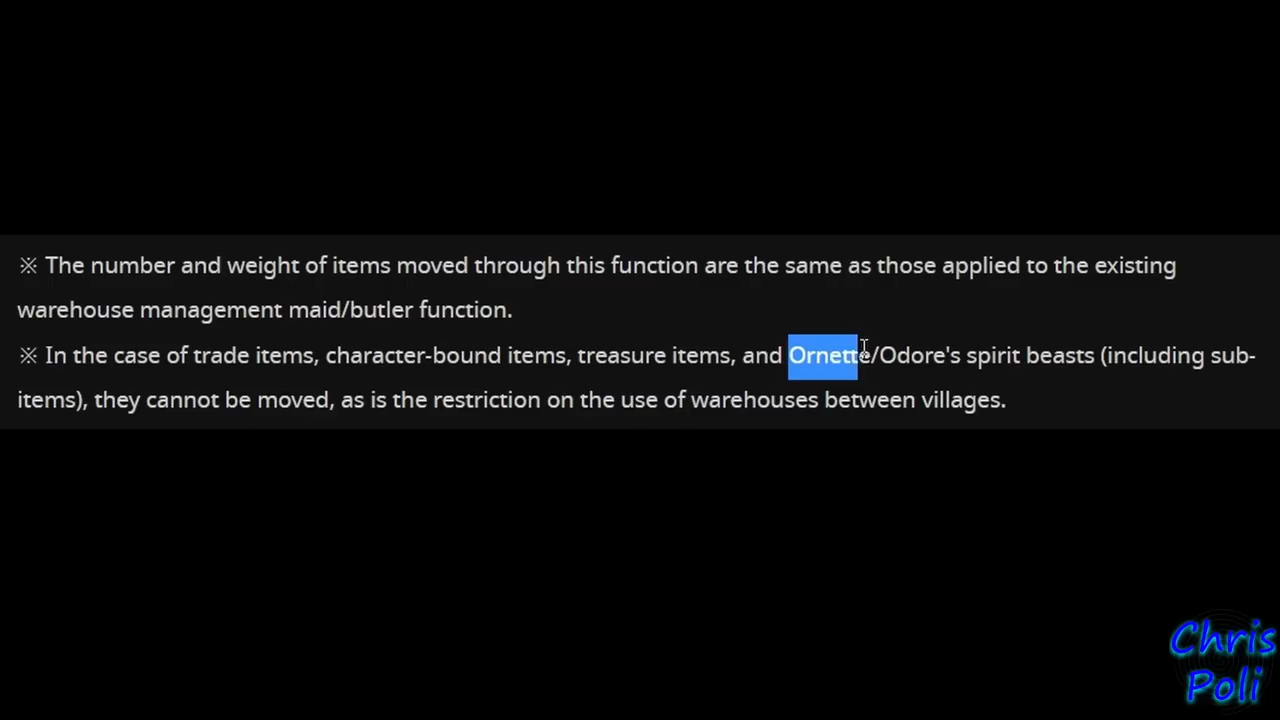 ※ The number and weight of items moved through this function are the same as those applied to the existing
warehouse management maid/butler function.
※ In the case of trade items, character-bound items, treasure items, and Ornette/Odore's spirit beasts (including sub-
items), they cannot be moved, as is the restriction on the use of warehouses between villages.
Chris
Poli